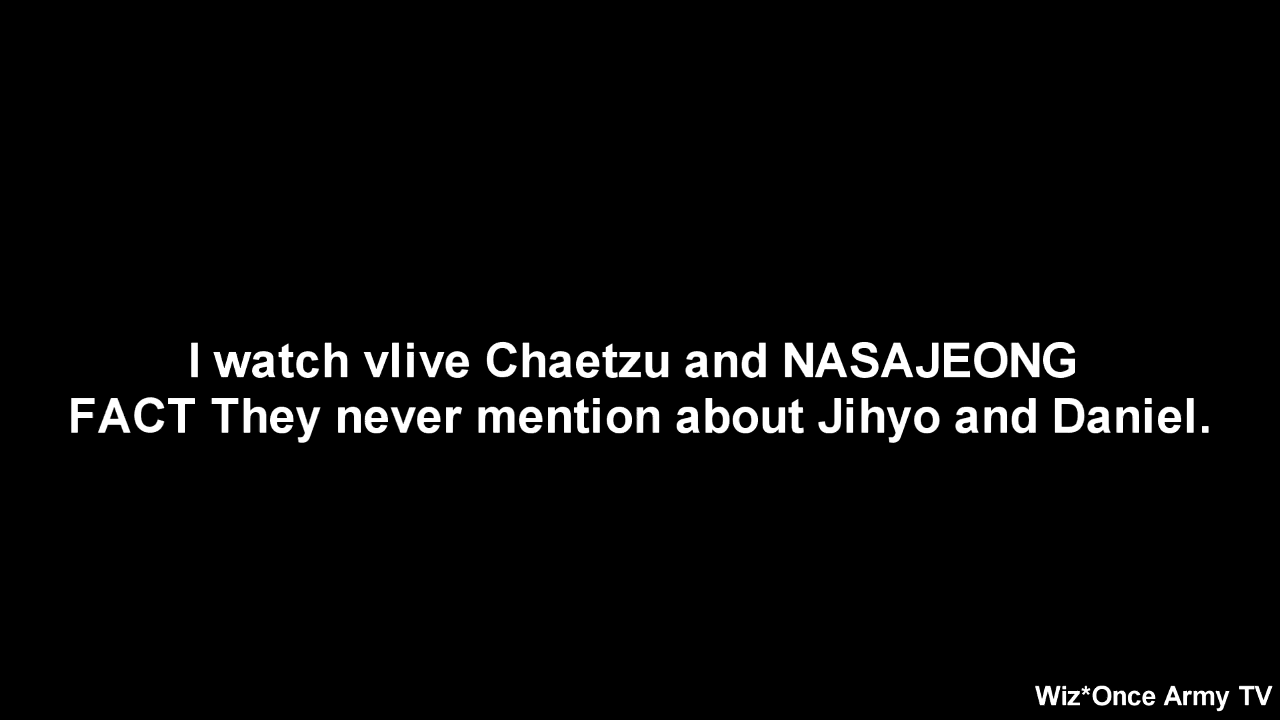 I watch vlive Chaetzu and NASAJEONG
FACT They never mention about Jihyo and Daniel.
Wiz*Once Army TV